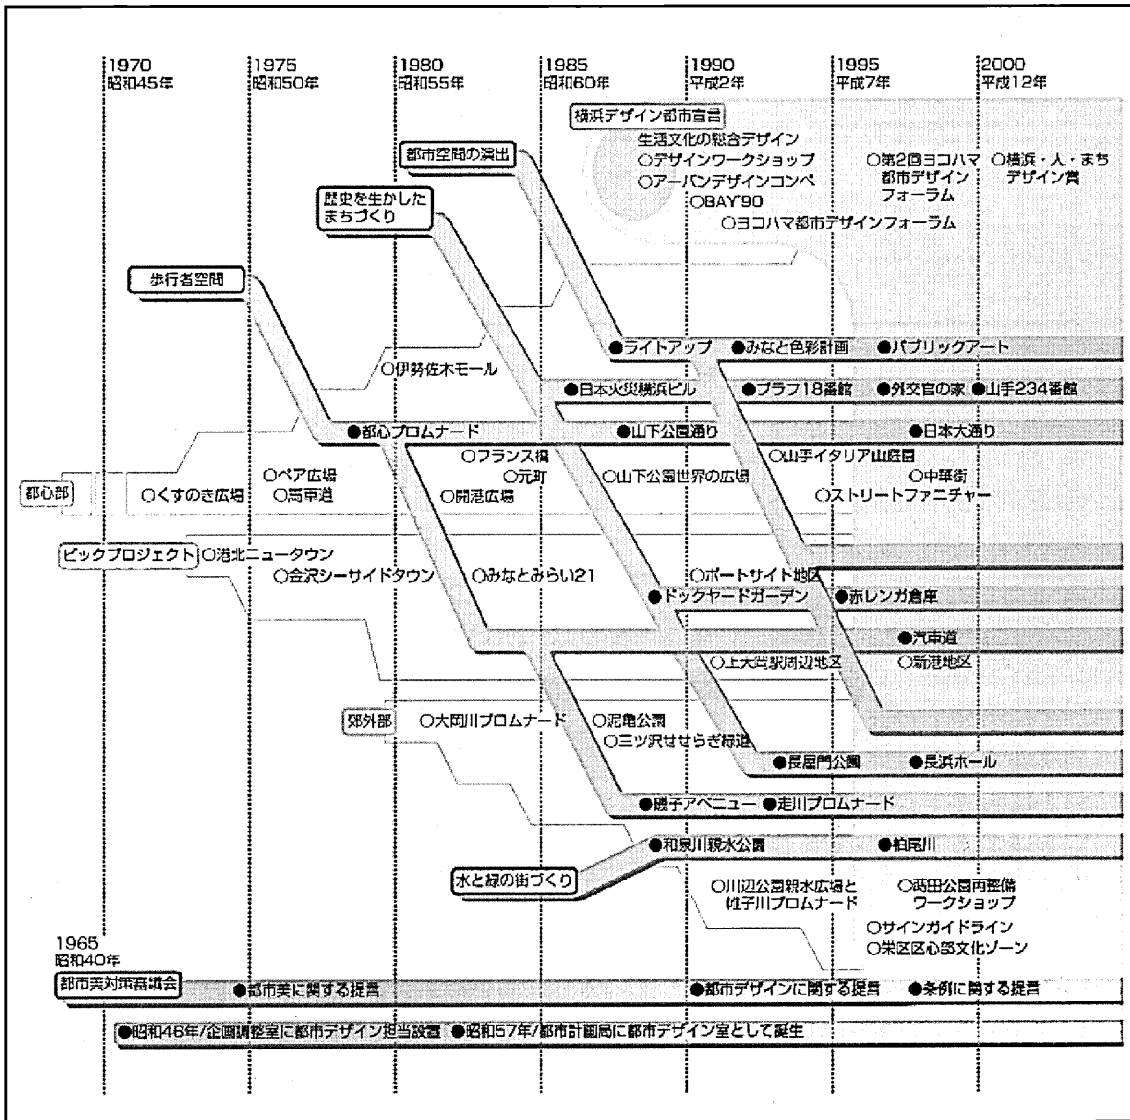 1970
昭和45年
1975
昭和50年
1980
昭和55年
1985
昭和60年
1990
平成2年
1995
平成7年
2000
平成12年
横浜デザイン都市宣言
生活文化の総合デザイン
○デザインワークショップ
○アーバンデザインコンペ
○BAY'90
○ヨコハマ都市デザインフォーラム
○第2回ヨコハマ
都市デザイン
フォーラム
○横浜・人・まち
デザイン賞
都市空間の演出
歴史を生かした
まちづくり
歩行者空間
●ライトアップ
●みなと色彩計画
●パブリックアート
○伊勢佐木モール
●日本火災横浜ビル
●ブラフ18番館
●外交官の家
●山手234番館
●都心プロムナード
●山下公園通り
●日本大通り
都心部
○くすのき広場
○ペア広場
○馬車道
○フランス橋
○元町
○開港広場
○山下公園世界の広場
○山手イタリア山庭園
○中華街
○ストリートファニチャー
ビックプロジェクト
○港北ニュータウン
○金沢シーサイドタウン
○みなとみらい21
○ポートサイト地区
●ドックヤードガーデン
●赤レンガ倉庫
●汽車道
○上大岡駅周辺地区
○新港地区
郊外部
○大岡川プロムナード
○泥亀公園
○三ツ沢せせらぎ緑道
●長屋門公園
●長浜ホール
●磯子アベニュー
●走川プロムナード
●和泉川親水公園
●柏尾川
水と緑の街づくり
○川辺公園親水広場と
川プロムナード
公園再整備
ワークショップ
○サインガイドライン
○栄区区心部文化ゾーン
1965
昭和40年
都市美対策審議会
●都市美に関する提言
●都市デザインに関する提言
●条例に関する提言
●昭和46年/企画調整室に都市デザイン担当設置
●昭和57年/都市計画局に都市デザイン室として誕生